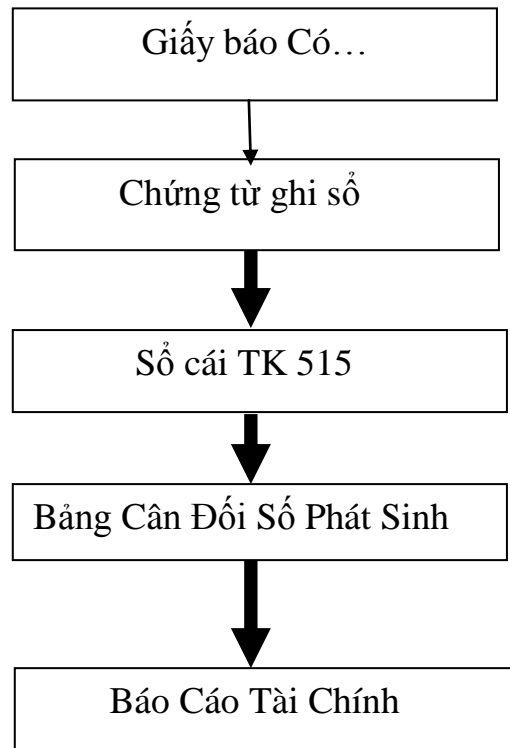 Giấy báo Có…
Chứng từ ghi sổ
Sổ cái TK 515
Bảng Cân Đối Số Phát Sinh
Báo Cáo Tài Chính